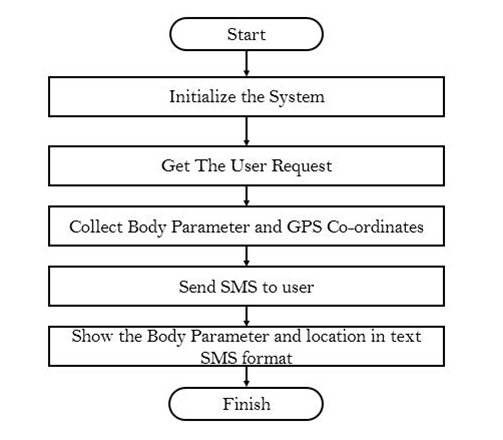 Start
Initialize the System
Get The User Request
Collect Body Parameter and GPS Co-ordinates
Send SMS to user
Show the Body Parameter and location in text
SMS format
Finish